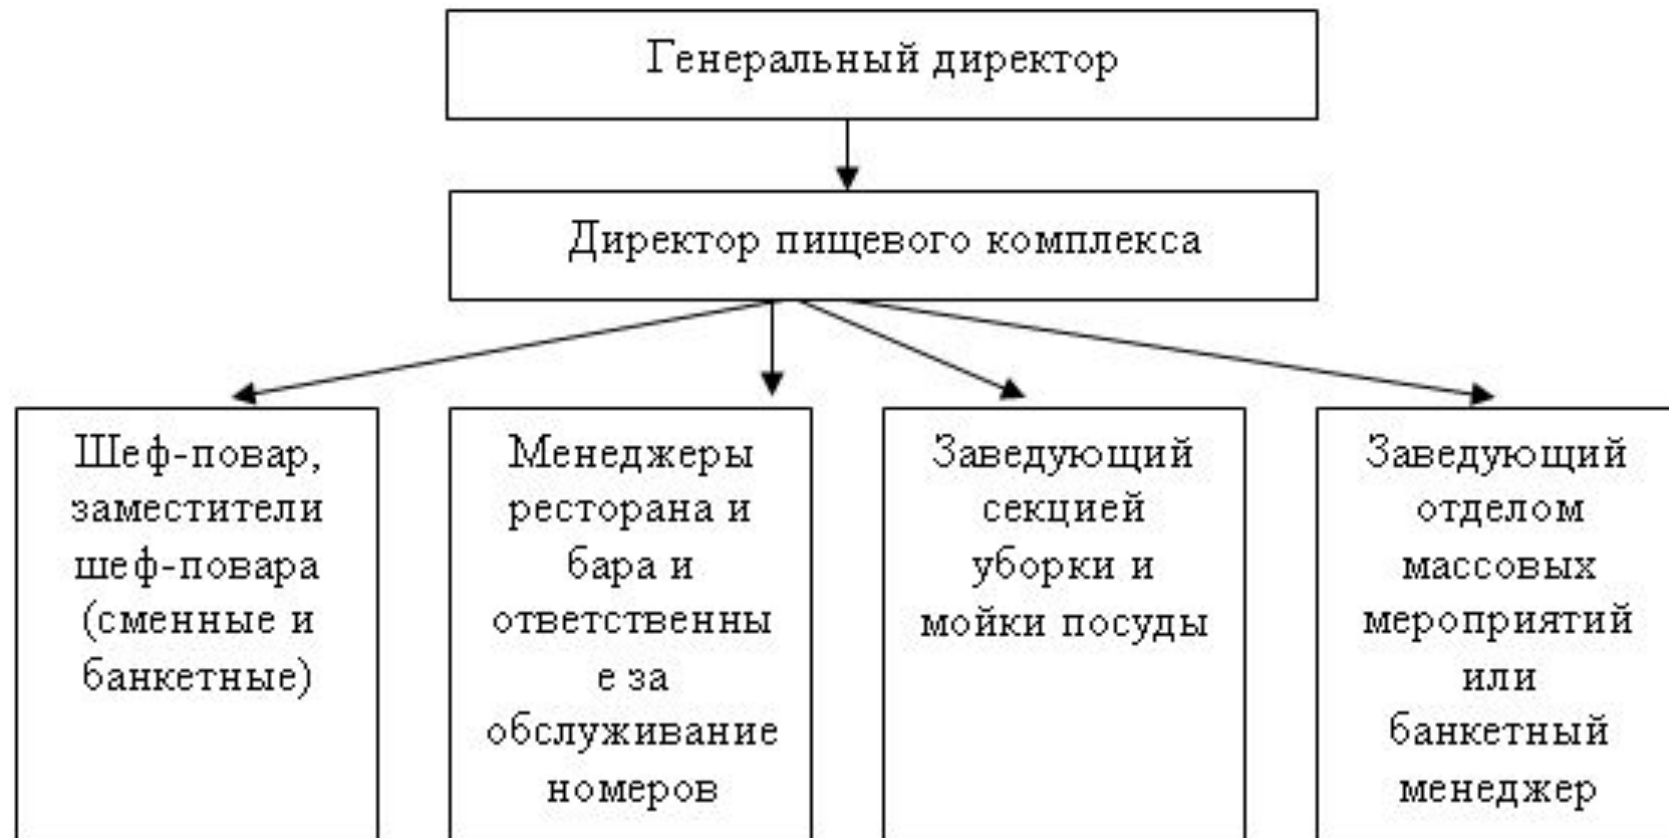 Генеральный директор
Директор пищевого комплекса
Шеф-повар,
заместители
шеф-повара
(сменные и
банкетные)
Менеджеры
ресторана и
бара и
ответственны
е за
обслуживание
номеров
Заведующий
секцией
уборки и
мойки посуды
Заведующий
отделом
массовых
мероприятий
или
банкетный
менеджер